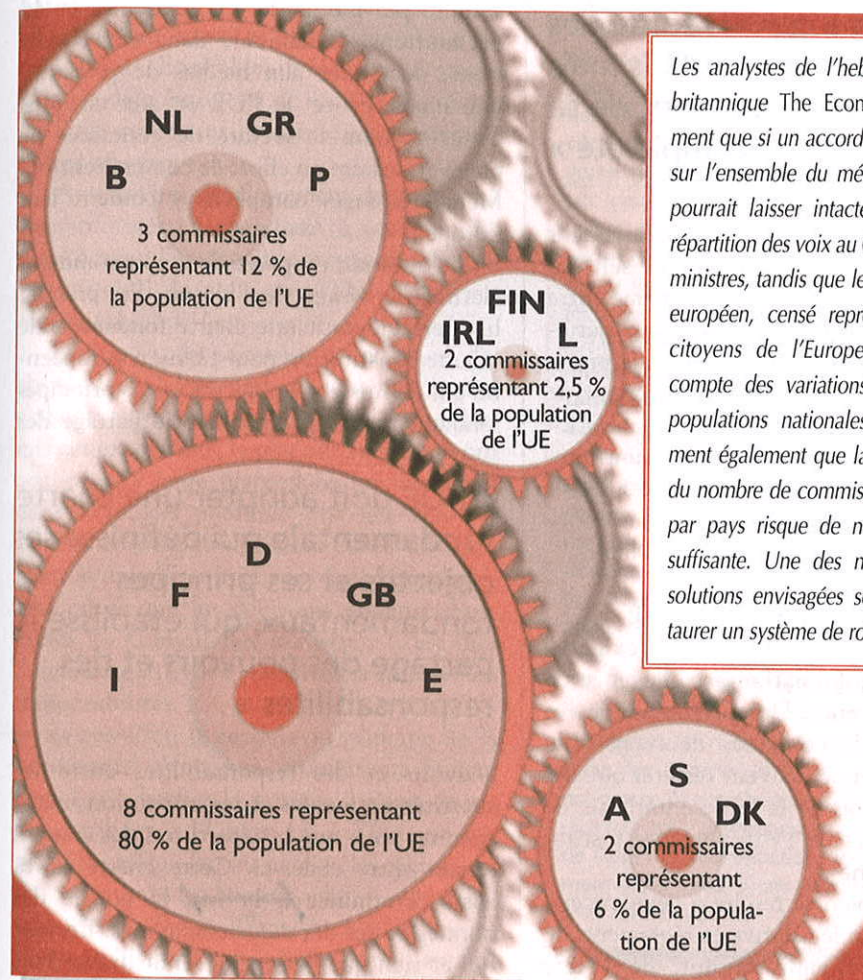 NL GR
B P
3 commissaires
représentant 12 % de
la population de l'UE
FIN
IRL L
2 commissaires
représentant 2,5 %
de la population
de l'UE
D
F GB
I E
8 commissaires représentant
80 % de la population de l'UE
S
A DK
2 commissaires
représentant
6 % de la popula-
tion de l'UE
Les analystes de l'heb
britannique The Econ
ment que si un accord
sur l'ensemble du mé
pourrait laisser intacte
répartition des voix au
ministres, tandis que le
européen, censé repr
citoyens de l'Europe
compte des variations
populations nationales
ment également que la
du nombre de commis
par pays risque de n
suffisante. Une des n
solutions envisagées s
taurer un système de ro